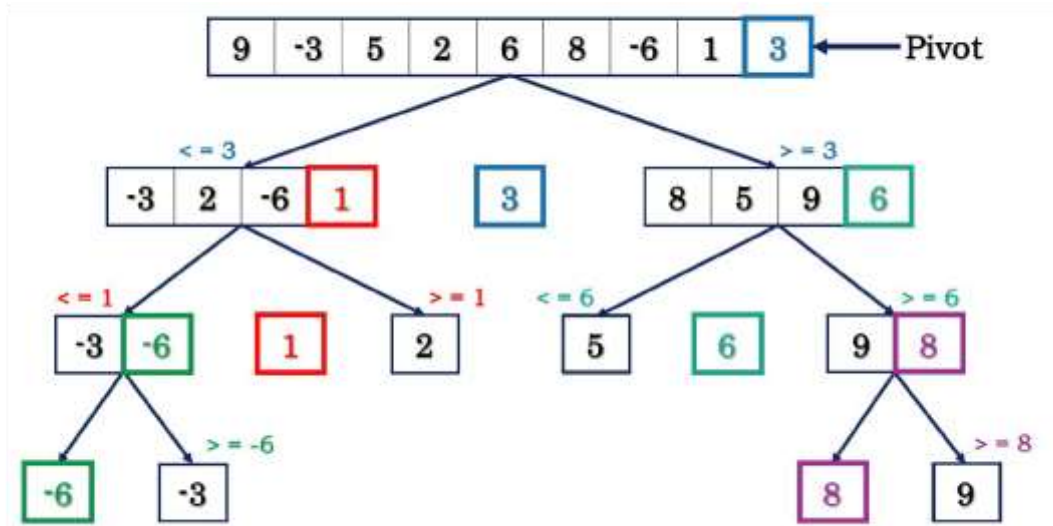 9 -3 5 2 6 8 -6 1 3 Pivot
< = 3 > = 3
-3 2 -6 1 3 8 5 9 6
< = 1 > = 1 < = 6 > = 6
-3 -6 1 2 5 6 9 8
> = -6 > = 8
-6 -3 8 9